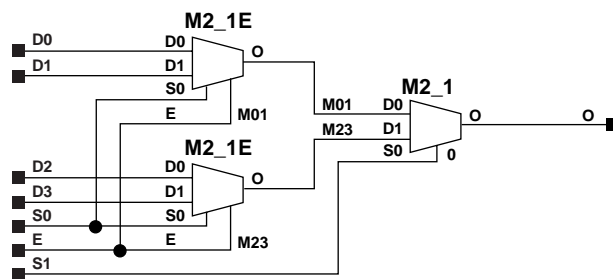 M2_1E
D0 D0
O
D1 D1
S0
M2_1
E M01
M01 D0
O O
M23 D1
M2_1E
S0
0
D2 D0
O
D3 D1
S0 S0
E E M23
S1